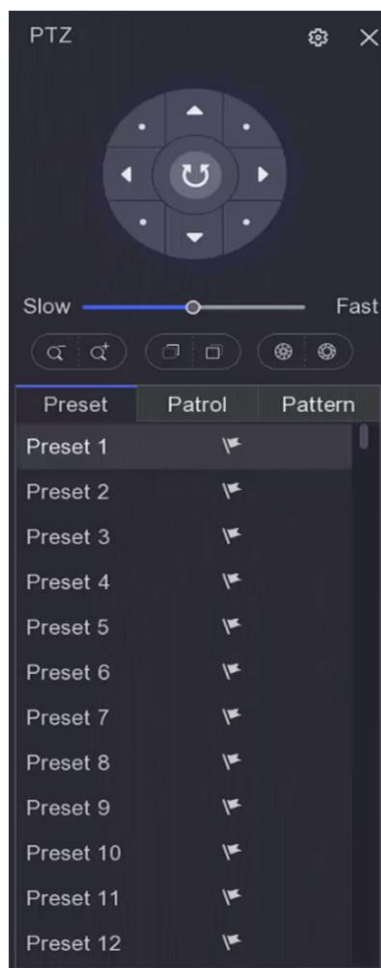 PTZ
Slow Fast
Preset Patrol Pattern
Preset 1
Preset 2
Preset 3
Preset 4
Preset 5
Preset 6
Preset 7
Preset 8
Preset 9
Preset 10
Preset 11
Preset 12